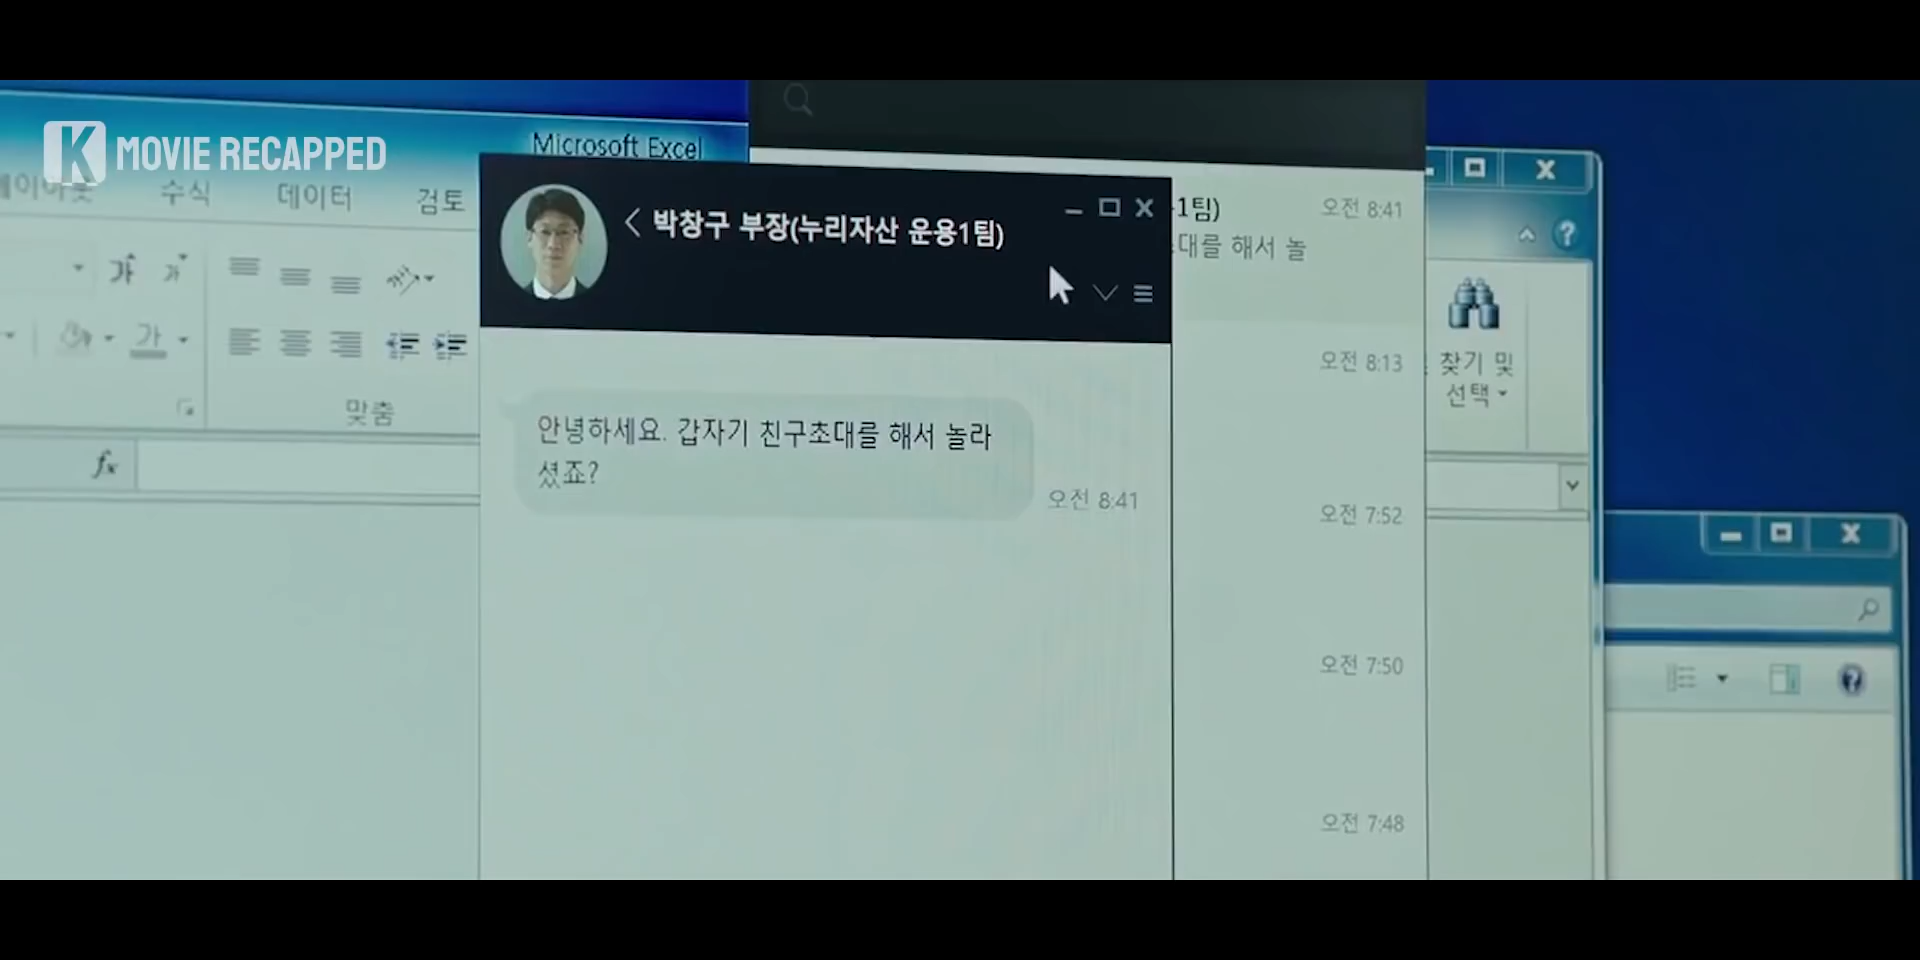 K MOVIE RECAPPED
Microsoft Excel
수식
데이터
검토
가
가
가
맞춤
fx
박창구 부장(누리자산 운용1팀)
안녕하세요. 갑자기 친구초대를 해서 놀라
셨죠?
오전 8:41
1팀)
오전 8:41
대를 해서 놀
오전 8:13
오전 7:52
오전 7:50
오전 7:48
찾기 및
선택